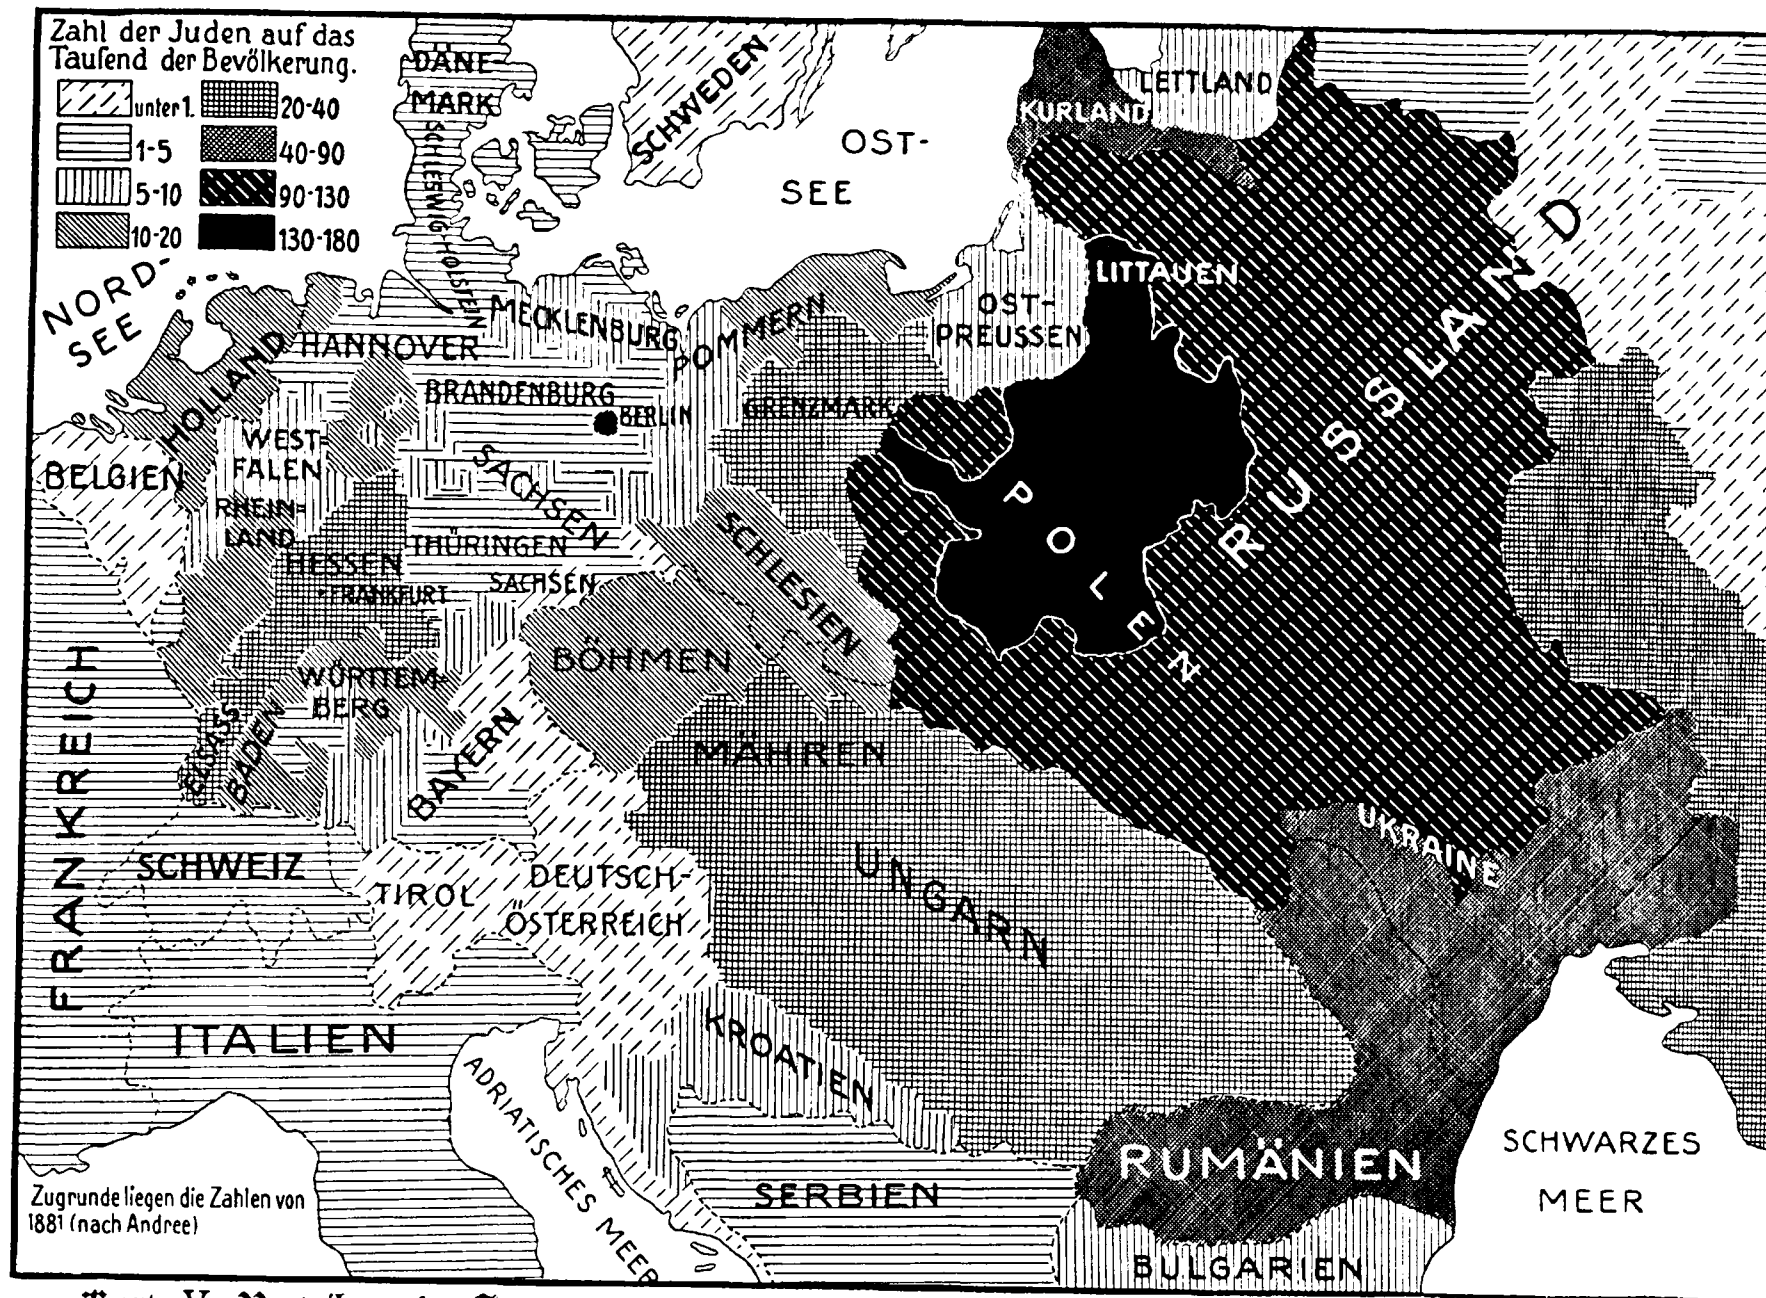 Zahl der Juden auf das
Tausend der Bevölkerung.
unter 1.
1-5
5-10
10-20
20-40
40-90
90-130
130-180
DÄNE-
MARK
SCHLESWIG-HOLSTEIN
SCHWEDEN
OST-
SEE
LETTLAND
KURLAND
NORD-
SEE
LITTAUEN
OST-
PREUSSEN
RUSSLAND
MECKLENBURG
POMMERN
HANNOVER
HOLLAND
BRANDENBURG
BERLIN
GRENZMARK
WEST-
FALEN
BELGIEN
SACHSEN
RHEIN-
LAND
POLEN
SCHLESIEN
HESSEN
THÜRINGEN
FRANKFURT
SACHSEN
BÖHMEN
WÜRTTEM-
BERG
ELSASS
BADEN
BAYERN
MÄHREN
FRANKREICH
SCHWEIZ
TIROL
DEUTSCH-
ÖSTERREICH
UNGARN
UKRAINE
ITALIEN
KROATIEN
ADRIATISCHES MEER
SERBIEN
RUMÄNIEN
BULGARIEN
SCHWARZES
MEER
Zugrunde liegen die Zahlen von
1881 (nach Andree)